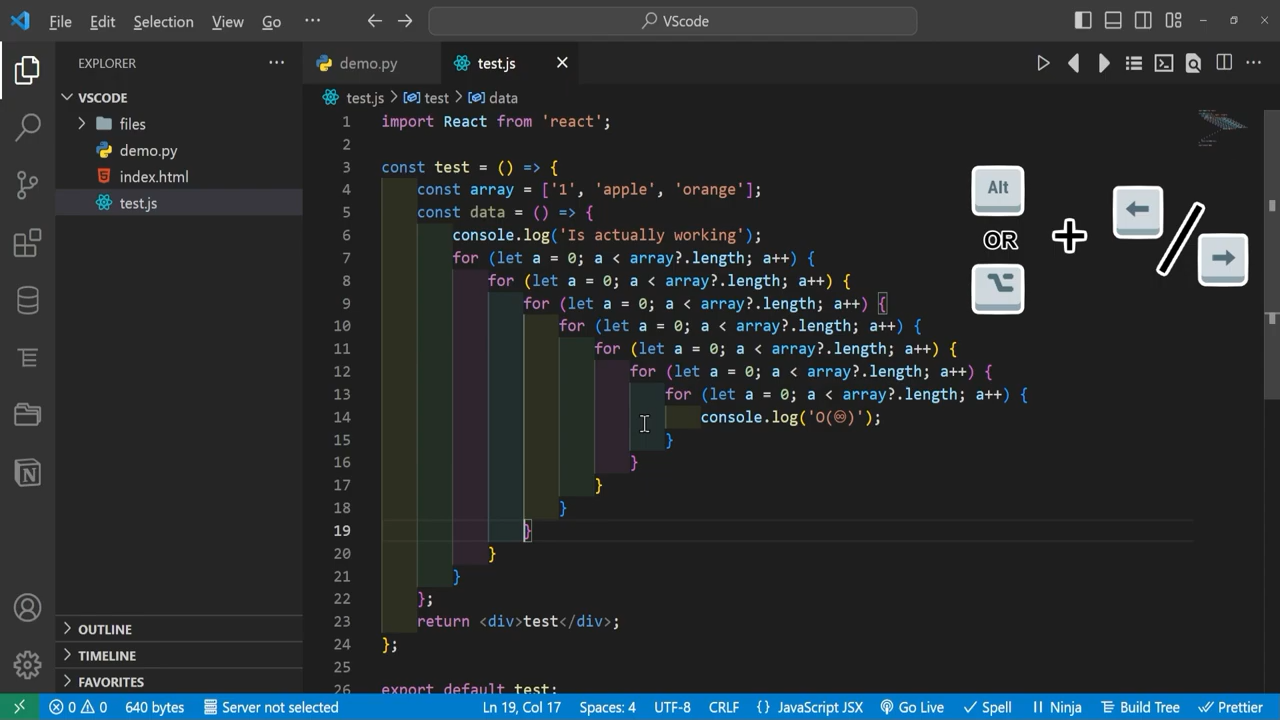 File Edit Selection View Go ··· VScode
EXPLORER ···
VSCODE
files
demo.py
index.html
test.js
OUTLINE
TIMELINE
FAVORITES
demo.py test.js
test.js > test > data
1 import React from 'react';
2
3 const test = () => {
4 const array = ['1', 'apple', 'orange'];
5 const data = () => {
6 console.log('Is actually working');
7 for (let a = 0; a < array?.length; a++) {
8 for (let a = 0; a < array?.length; a++) {
9 for (let a = 0; a < array?.length; a++) {
10 for (let a = 0; a < array?.length; a++) {
11 for (let a = 0; a < array?.length; a++) {
12 for (let a = 0; a < array?.length; a++) {
13 for (let a = 0; a < array?.length; a++) {
14 console.log('O(♾)');
15 }
16 }
17 }
18 }
19 }
20 }
21 }
22 };
23 return <div>test</div>;
24 };
25
26 export default test;
Alt
OR
+
⌥
← / →
0 0 640 bytes Server not selected Ln 19, Col 17 Spaces: 4 UTF-8 CRLF {} JavaScript JSX Go Live Spell Ninja Build Tree Prettier